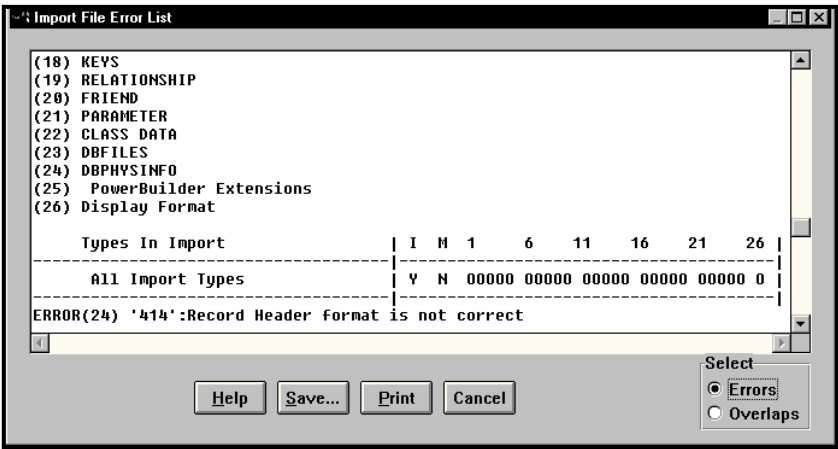 Import File Error List
(18) KEYS
(19) RELATIONSHIP
(20) FRIEND
(21) PARAMETER
(22) CLASS DATA
(23) DBFILES
(24) DBPHYSINFO
(25)  PowerBuilder Extensions
(26) Display Format
Types In Import | I M 1 6 11 16 21 26 |
All Import Types | Y N 00000 00000 00000 00000 00000 0 |
ERROR(24) '414':Record Header format is not correct
Select
Errors
Overlaps
Help Save... Print Cancel